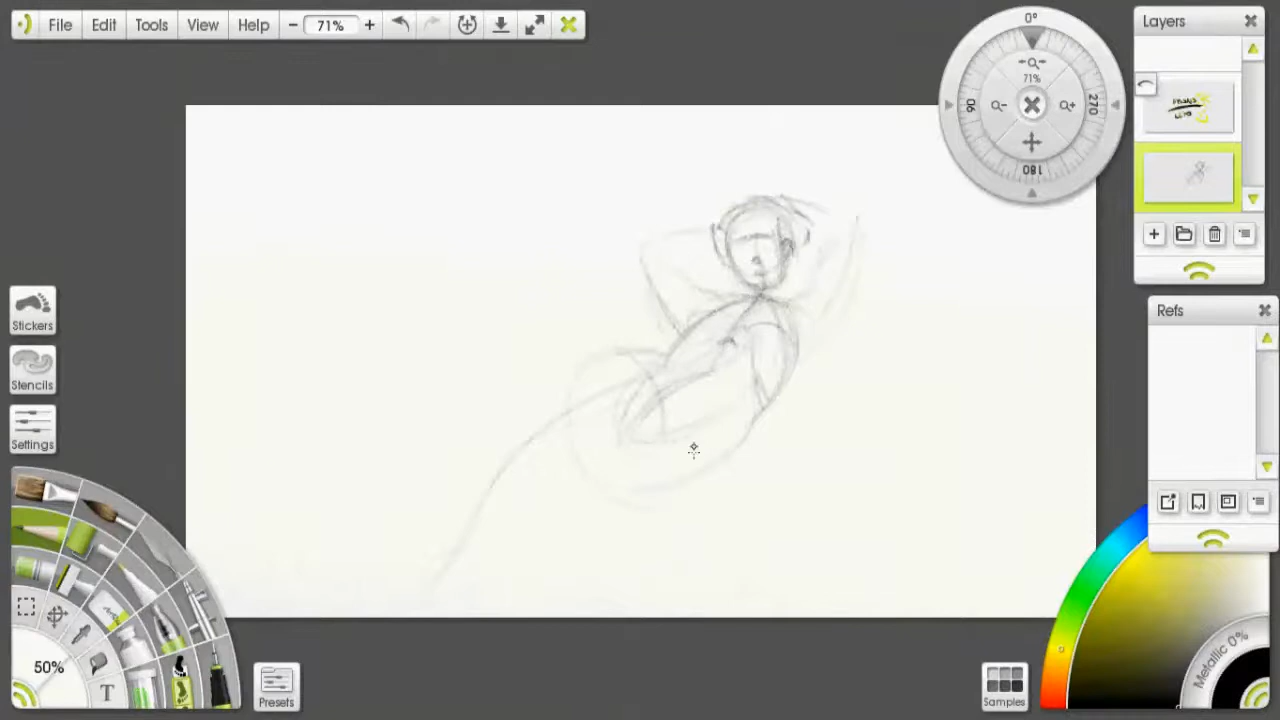 File Edit Tools View Help − 71% +
0°
71%
90
270
180
Layers
Refs
Stickers
Stencils
Settings
50%
T
Presets
Samples
Metallic 0%